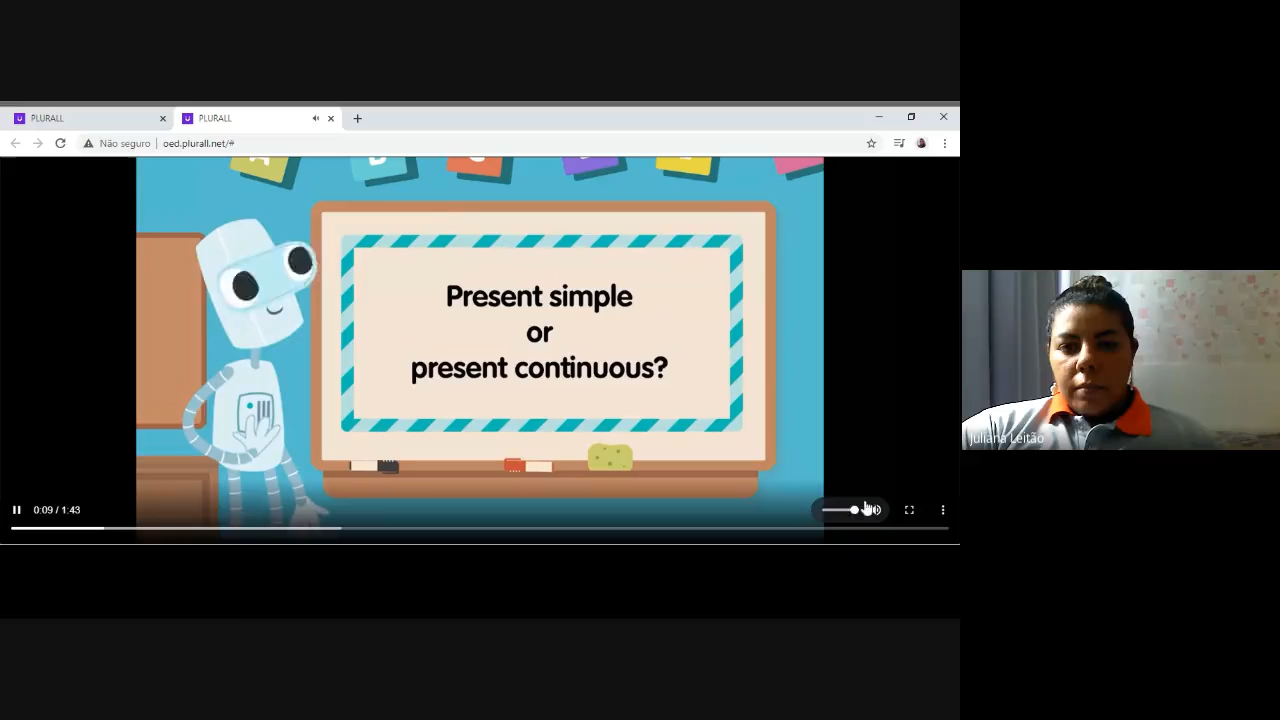 PLURALL
PLURALL
Não seguro
oed.plurall.net/#
Present simple
or
present continuous?
Juliana Leitão
0:09 / 1:43